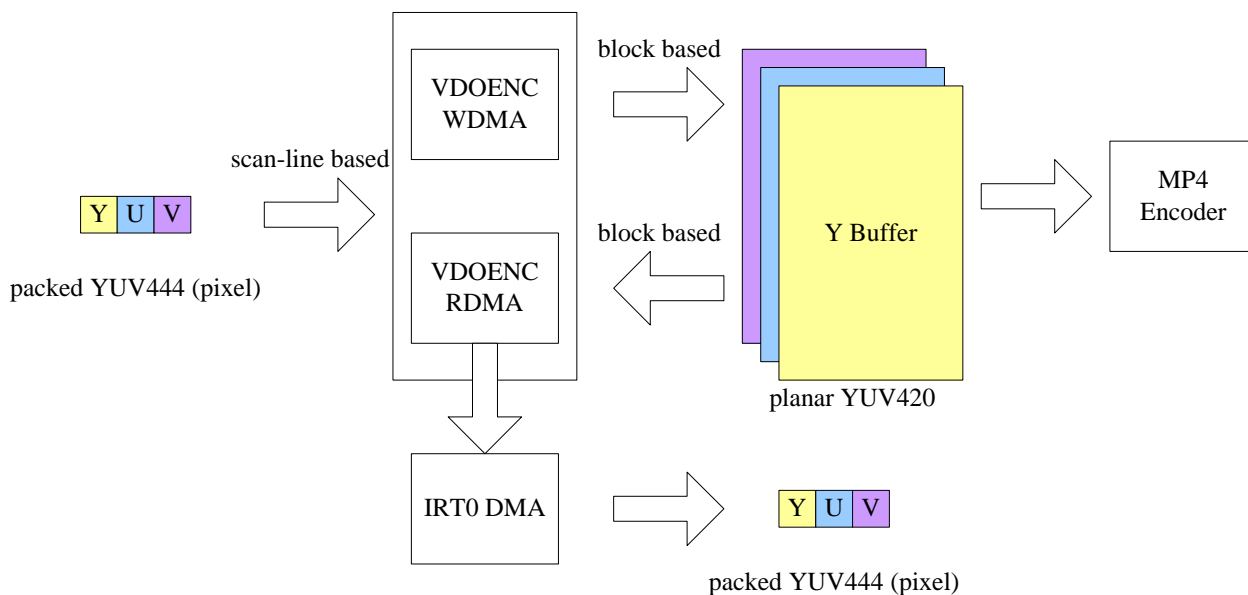 block based
VDOENC
WDMA
scan-line based
MP4
Encoder
Y U V
block based
Y Buffer
packed YUV444 (pixel)
VDOENC
RDMA
planar YUV420
IRT0 DMA
Y U V
packed YUV444 (pixel)